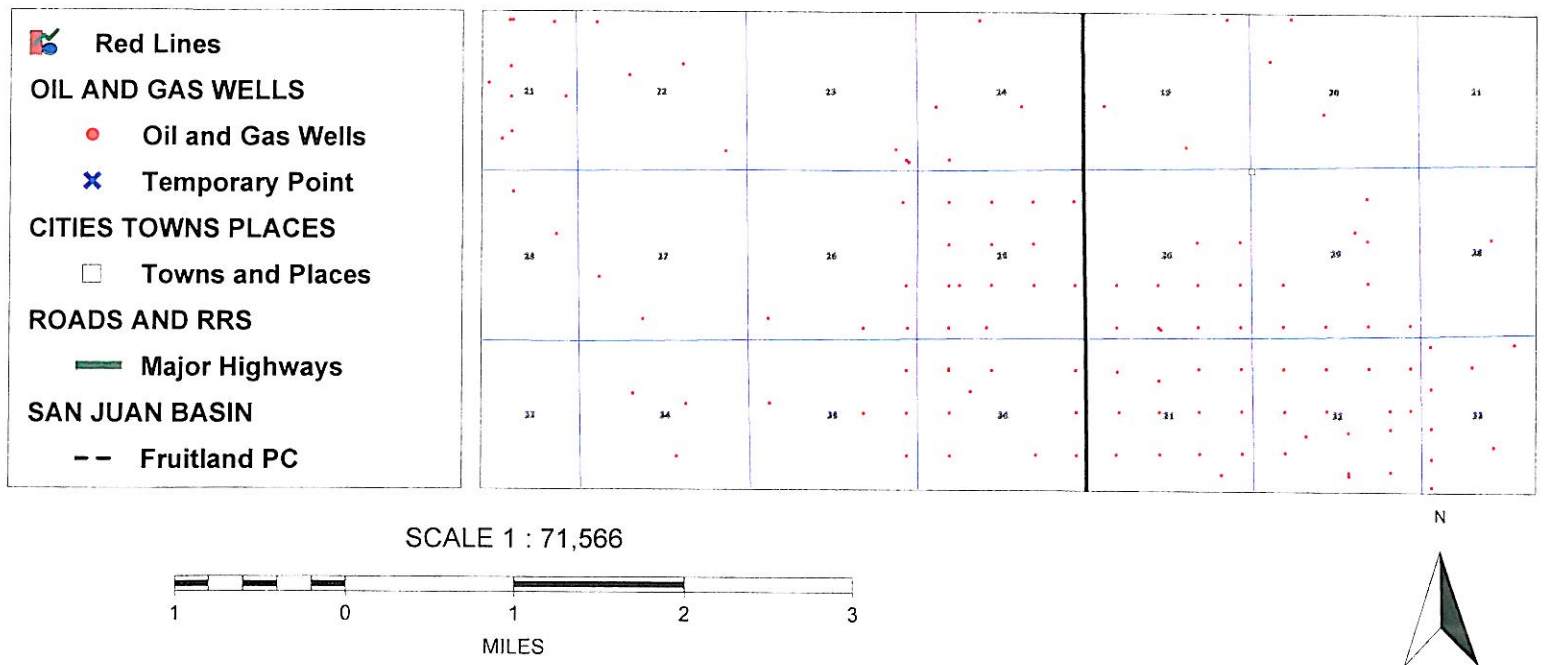 Red Lines
OIL AND GAS WELLS
Oil and Gas Wells
Temporary Point
CITIES TOWNS PLACES
Towns and Places
ROADS AND RRS
Major Highways
SAN JUAN BASIN
Fruitland PC
21 22 23 24 19 20 21
28 27 26 25 30 29 28
33 34 35 36 31 32 33
SCALE 1 : 71,566
1 0 1 2 3
MILES
N